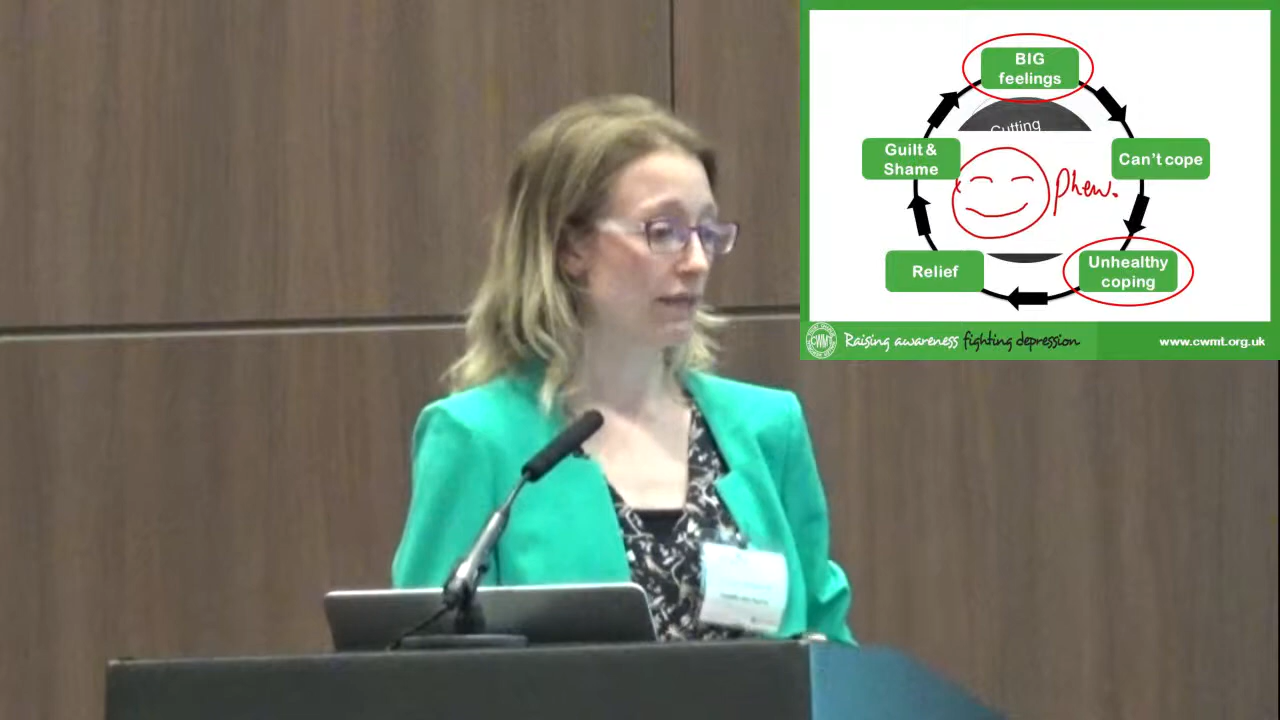 BIG
feelings
Cutting
Guilt &
Shame
Can't cope
phew.
Relief
Unhealthy
coping
CWMT
Raising awareness fighting depression
www.cwmt.org.uk